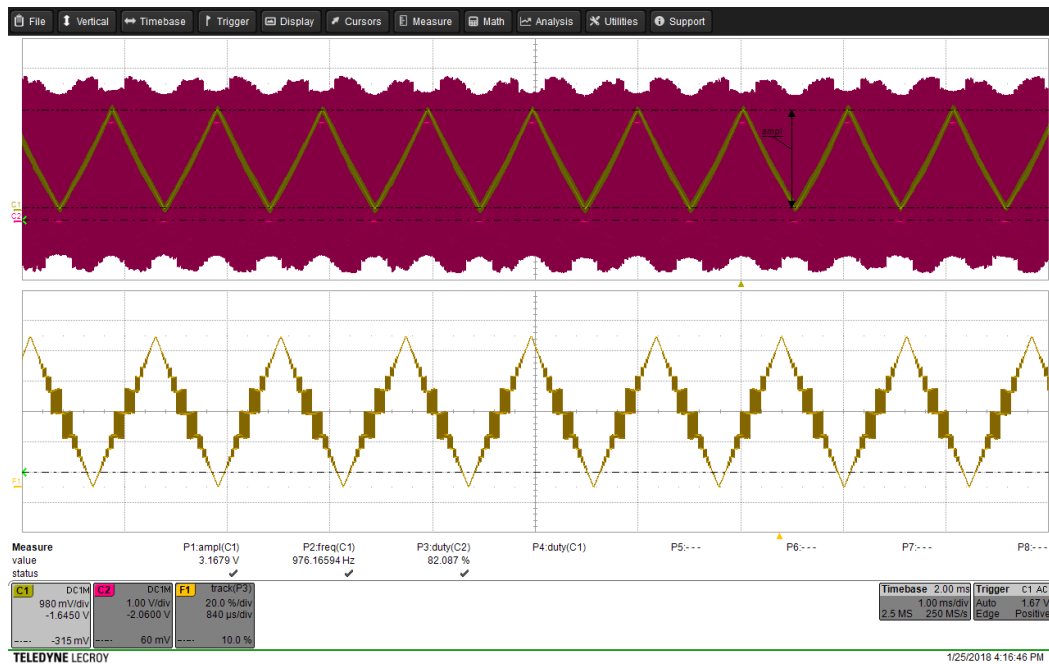 File Vertical Timebase Trigger Display Cursors Measure Math Analysis Utilities Support
Ampl
C1
C2
F1
Measure P1:ampl(C1) P2:freq(C1) P3:duty(C2) P4:duty(C1) P5:- - - P6:- - - P7:- - - P8:- - -
value 3.1679 V 976.16594 Hz 82.087 %
status
C1 DC1M C2 DC1M F1 track(P3) Timebase 2.00 ms Trigger C1 AC
980 mV/div 1.00 V/div 20.0 %/div 1.00 ms/div Auto 1.67 V
-1.6450 V -2.0600 V 840 µs/div 2.5 MS 250 MS/s Edge Positive
-315 mV 60 mV 10.0 %
TELEDYNE LECROY 1/25/2018 4:16:46 PM